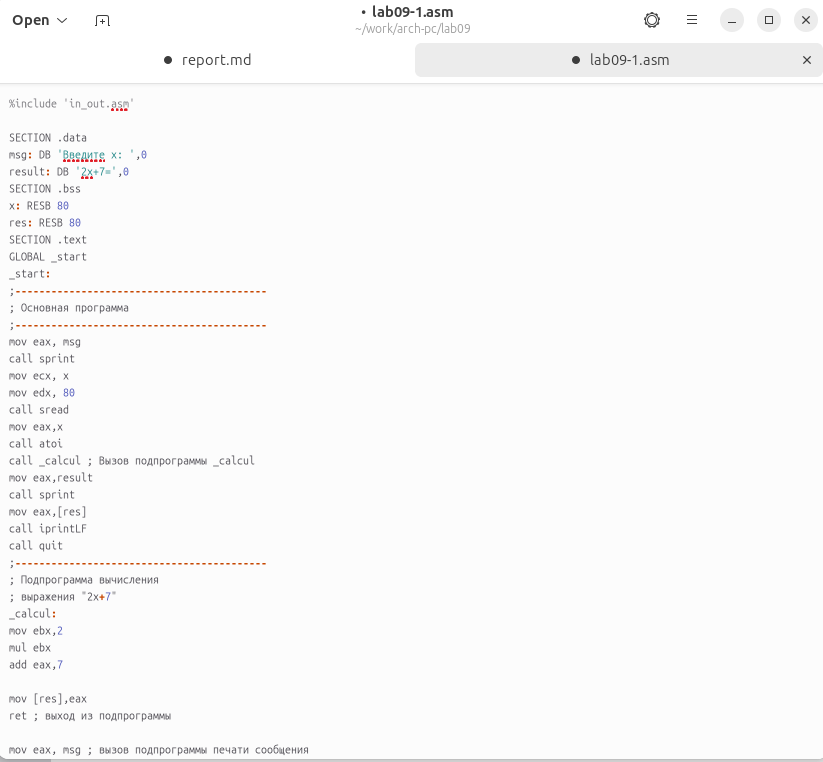 Open
• lab09-1.asm
~/work/arch-pc/lab09
report.md
lab09-1.asm
%include 'in_out.asm'
SECTION .data
msg: DB 'Введите x: ',0
result: DB '2x+7=',0
SECTION .bss
x: RESB 80
res: RESB 80
SECTION .text
GLOBAL _start
_start:
;------------------------------------------
; Основная программа
;------------------------------------------
mov eax, msg
call sprint
mov ecx, x
mov edx, 80
call sread
mov eax,x
call atoi
call _calcul ; Вызов подпрограммы _calcul
mov eax,result
call sprint
mov eax,[res]
call iprintLF
call quit
;------------------------------------------
; Подпрограмма вычисления
; выражения "2x+7"
_calcul:
mov ebx,2
mul ebx
add eax,7
mov [res],eax
ret ; выход из подпрограммы
mov eax, msg ; вызов подпрограммы печати сообщения